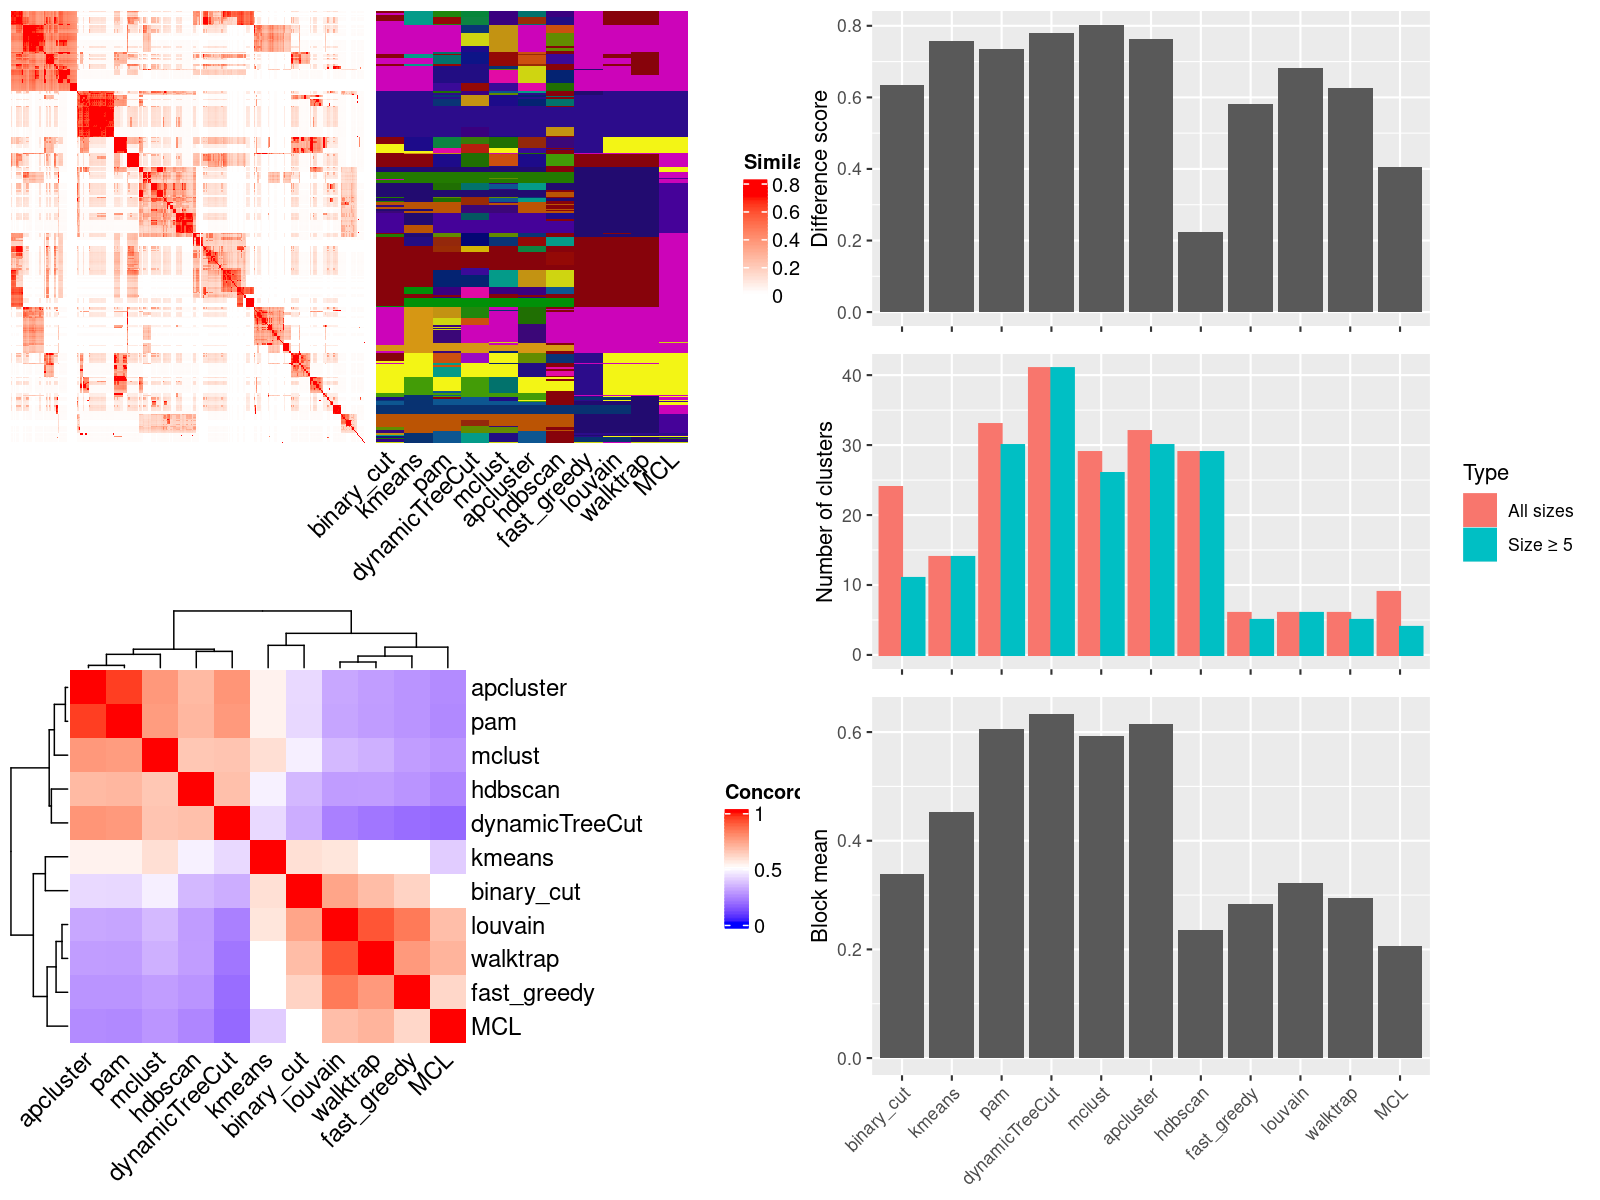 Simila
0.8
0.6
0.4
0.2
0
binary_cut
kmeans
pam
dynamicTreeCut
mclust
apcluster
hdbscan
fast_greedy
louvain
walktrap
MCL
apcluster
pam
mclust
hdbscan
dynamicTreeCut
kmeans
binary_cut
louvain
walktrap
fast_greedy
MCL
apcluster
pam
mclust
hdbscan
dynamicTreeCut
kmeans
binary_cut
louvain
walktrap
fast_greedy
MCL
Concord
1
0.5
0
Difference score
0.8
0.6
0.4
0.2
0.0
Number of clusters
40
30
20
10
0
Type
All sizes
Size ≥ 5
Block mean
0.6
0.4
0.2
0.0
binary_cut
kmeans
pam
dynamicTreeCut
mclust
apcluster
hdbscan
fast_greedy
louvain
walktrap
MCL